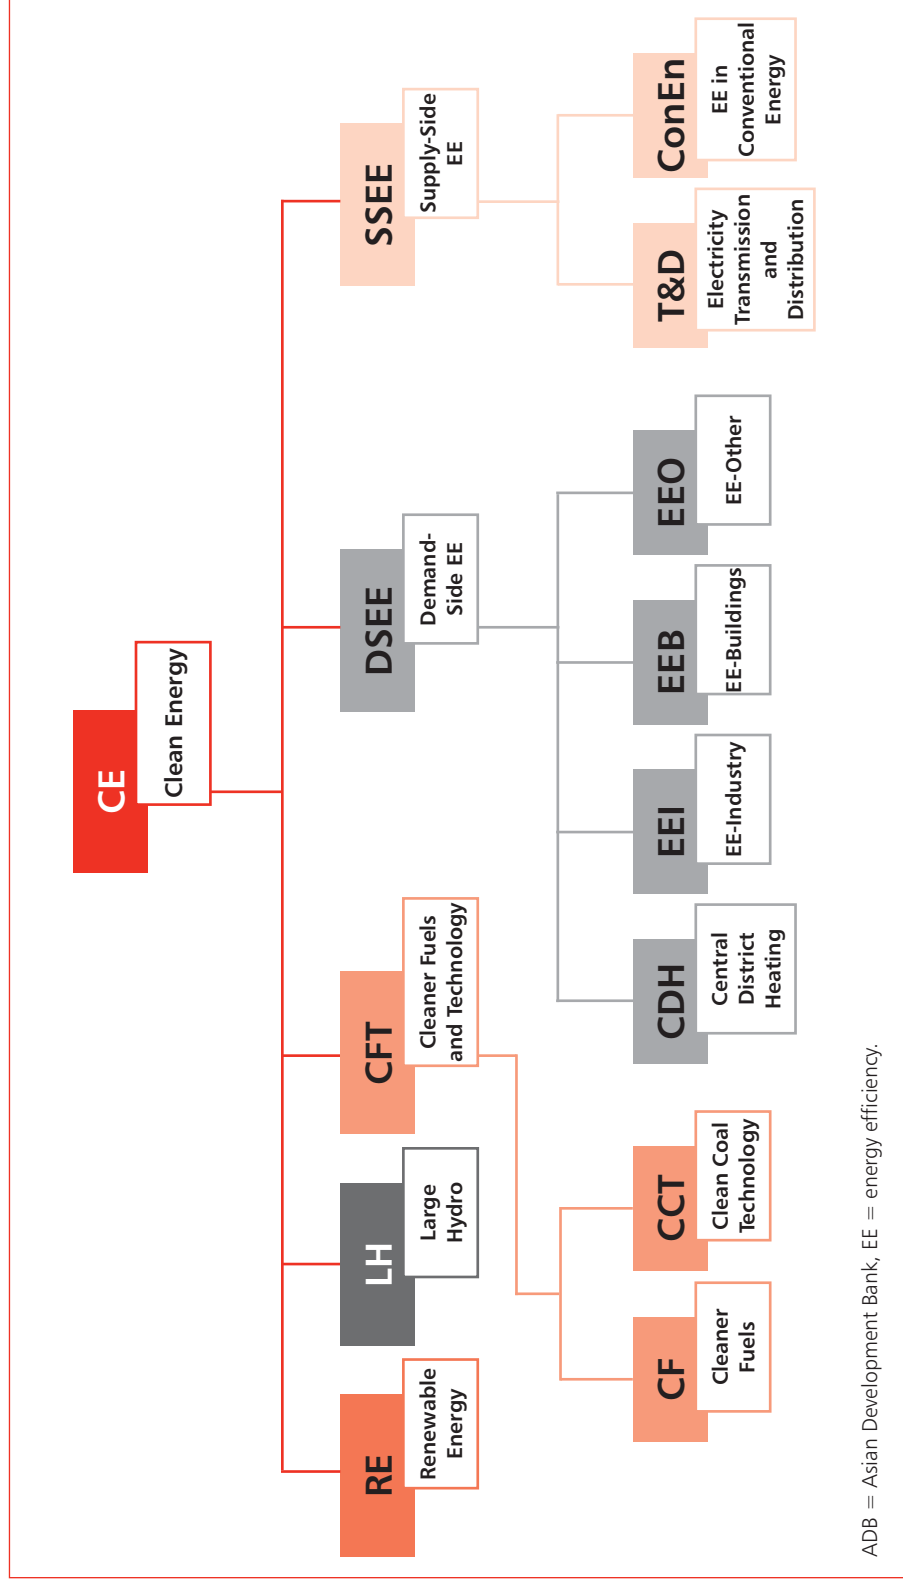 CE
Clean Energy
RE
Renewable
Energy
LH
Large
Hydro
CFT
Cleaner Fuels
and Technology
DSEE
Demand-
Side EE
SSEE
Supply-Side
EE
CF
Cleaner
Fuels
CCT
Clean Coal
Technology
CDH
Central
District
Heating
EEI
EE-Industry
EEB
EE-Buildings
EEO
EE-Other
T&D
Electricity
Transmission
and
Distribution
ConEn
EE in
Conventional
Energy
ADB = Asian Development Bank, EE = energy efficiency.